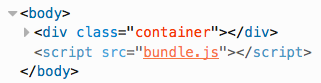 <body>
<div class="container"></div>
<script src="bundle.js"></script>
</body>